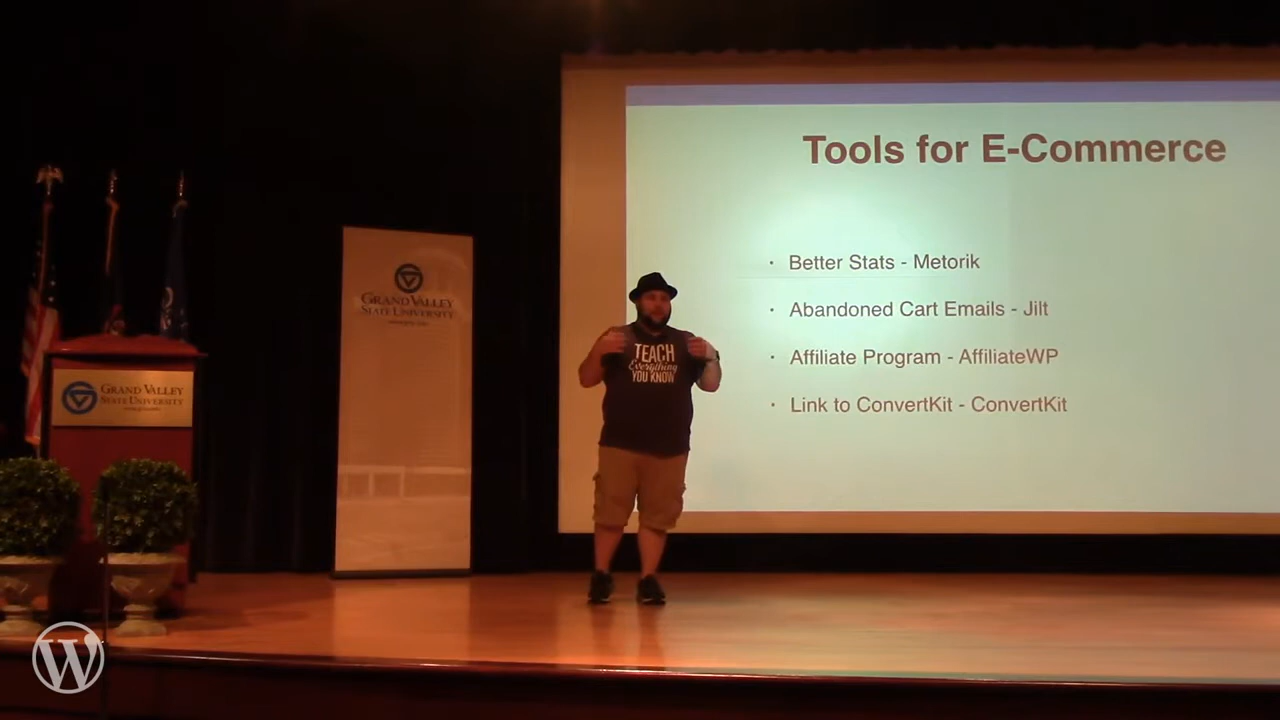 Tools for E-Commerce
· Better Stats - Metorik
· Abandoned Cart Emails - Jilt
· Affiliate Program - AffiliateWP
· Link to ConvertKit - ConvertKit
GRAND VALLEY
STATE UNIVERSITY
TEACH
Everything
YOU KNOW
GRAND VALLEY
STATE UNIVERSITY
W